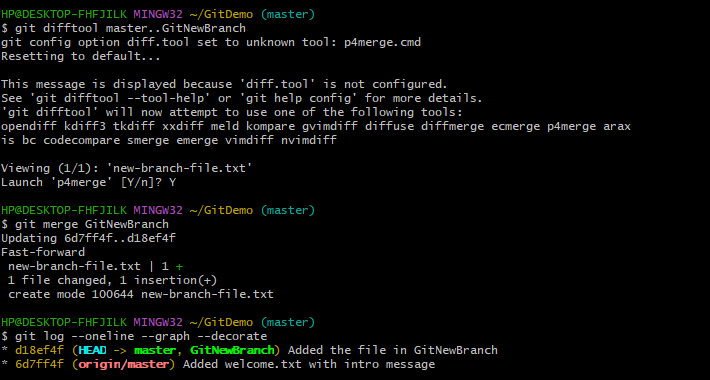 HP@DESKTOP-FHFJILK MINGW32 ~/GitDemo (master)
$ git difftool master..GitNewBranch
git config option diff.tool set to unknown tool: p4merge.cmd
Resetting to default...
This message is displayed because 'diff.tool' is not configured.
See 'git difftool --tool-help' or 'git help config' for more details.
'git difftool' will now attempt to use one of the following tools:
opendiff kdiff3 tkdiff xxdiff meld kompare gvimdiff diffuse diffmerge ecmerge p4merge arax
is bc codecompare smerge emerge vimdiff nvimdiff
Viewing (1/1): 'new-branch-file.txt'
Launch 'p4merge' [Y/n]? Y
HP@DESKTOP-FHFJILK MINGW32 ~/GitDemo (master)
$ git merge GitNewBranch
Updating 6d7ff4f..d18ef4f
Fast-forward
new-branch-file.txt | 1 +
1 file changed, 1 insertion(+)
create mode 100644 new-branch-file.txt
HP@DESKTOP-FHFJILK MINGW32 ~/GitDemo (master)
$ git log --oneline --graph --decorate
* d18ef4f (HEAD -> master, GitNewBranch) Added the file in GitNewBranch
* 6d7ff4f (origin/master) Added welcome.txt with intro message